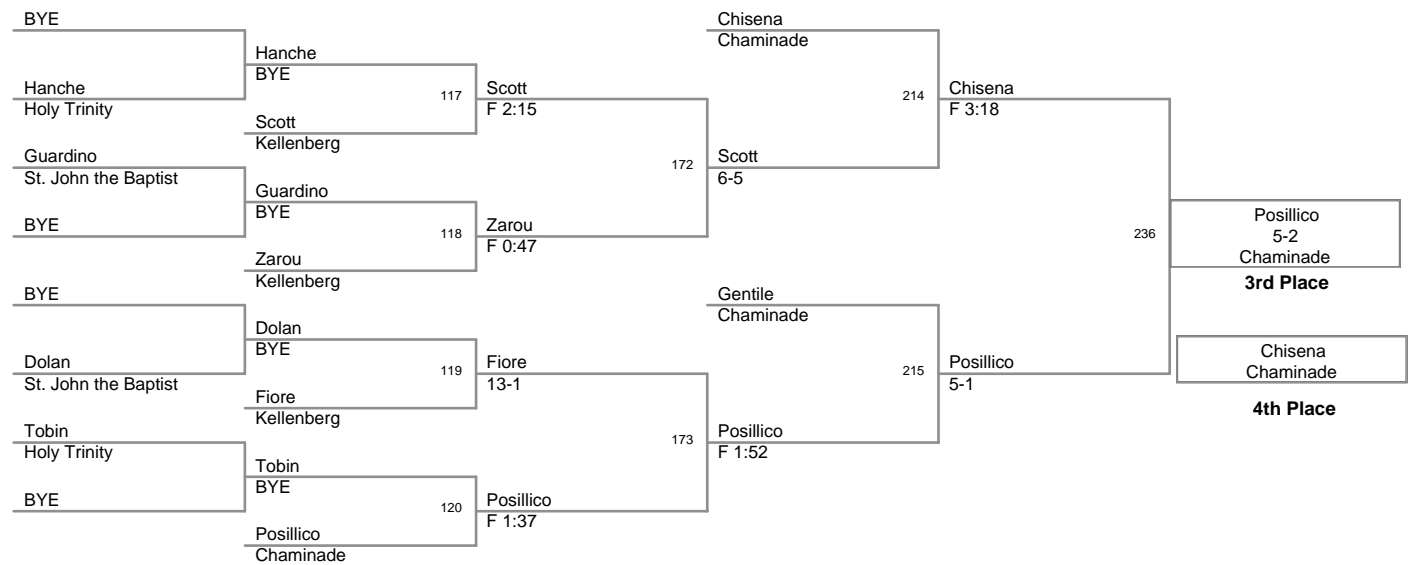 BYE
Hanche
Holy Trinity
Guardino
St. John the Baptist
BYE
BYE
Dolan
St. John the Baptist
Tobin
Holy Trinity
BYE
Hanche
BYE
117
Scott
Kellenberg
Guardino
BYE
118
Zarou
Kellenberg
Dolan
BYE
119
Fiore
Kellenberg
Tobin
BYE
120
Posillico
Chaminade
Scott
F 2:15
172
Zarou
F 0:47
Fiore
13-1
173
Posillico
F 1:37
Chisena
Chaminade
214
Scott
6-5
Gentile
Chaminade
215
Posillico
F 1:52
Chisena
F 3:18
236
Posillico
5-1
Posillico
5-2
Chaminade
3rd Place
Chisena
Chaminade
4th Place